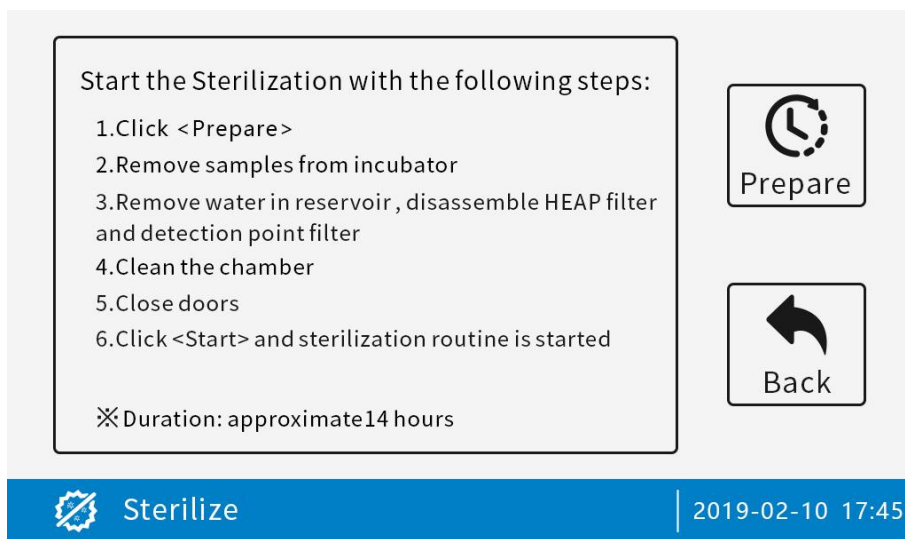 Start the Sterilization with the following steps:
1.Click <Prepare>
2.Remove samples from incubator
3.Remove water in reservoir , disassemble HEAP filter
and detection point filter
4.Clean the chamber
5.Close doors
6.Click <Start> and sterilization routine is started
※Duration: approximate14 hours
Prepare
Back
Sterilize
2019-02-10 17:45